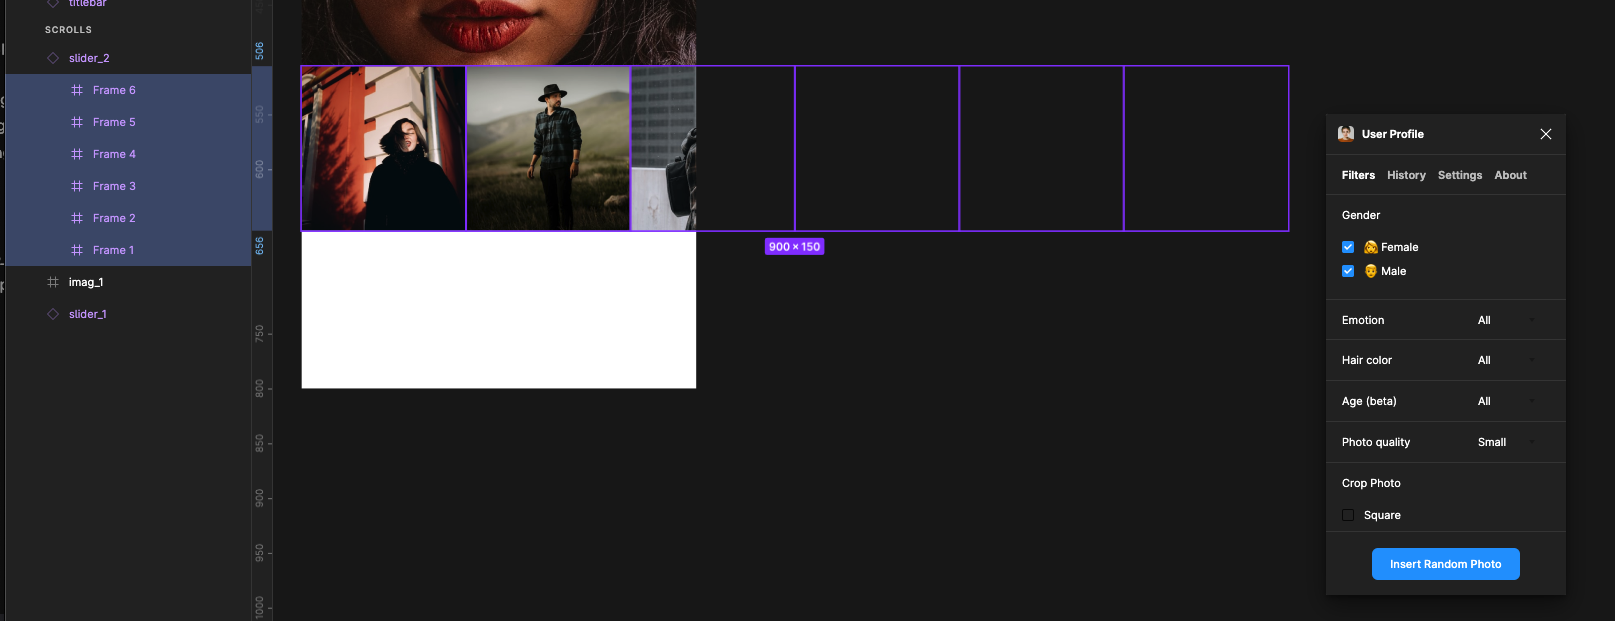 titlebar
SCROLLS
slider_2
Frame 6
Frame 5
Frame 4
Frame 3
Frame 2
Frame 1
imag_1
slider_1
506
550
600
656
750
800
850
900
950
1000
900 × 150
User Profile
Filters History Settings About
Gender
Female
Male
Emotion All
Hair color All
Age (beta) All
Photo quality Small
Crop Photo
Square
Insert Random Photo